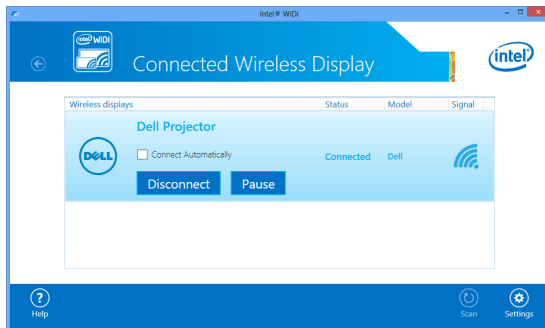 Intel® WiDi
intel WiDi
Connected Wireless Display
intel
Wireless displays Status Model Signal
Dell Projector
DELL
Connect Automatically
Connected Dell
Disconnect Pause
? Help
Scan Settings